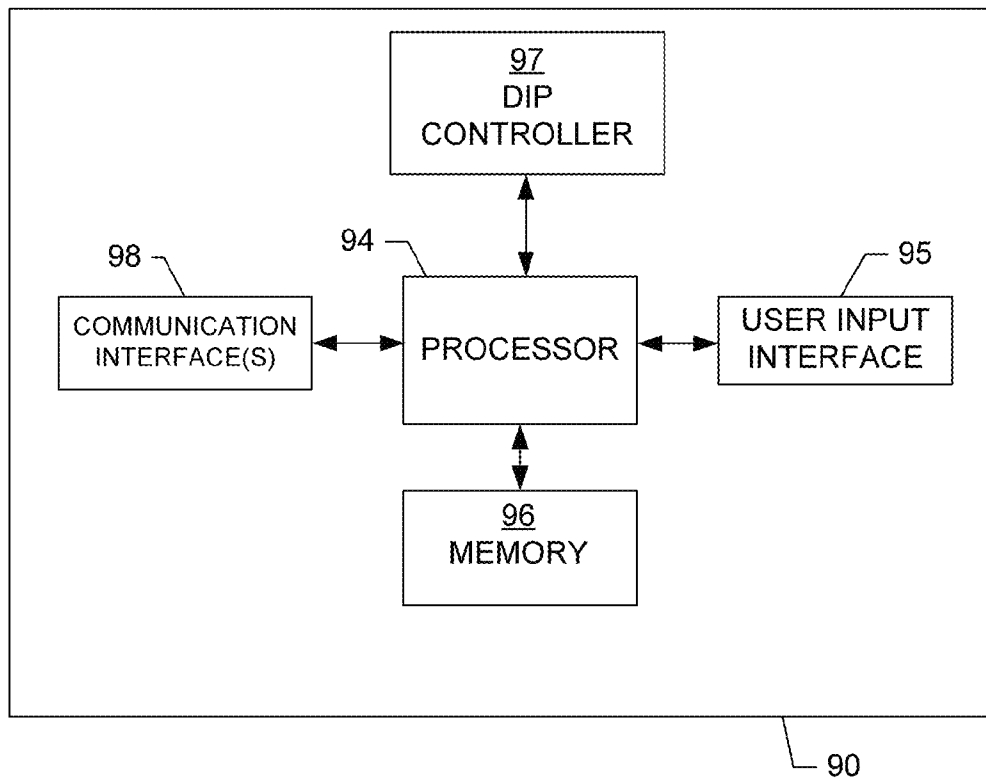 97
DIP
CONTROLLER
94
98
95
COMMUNICATION
INTERFACE(S)
PROCESSOR
USER INPUT
INTERFACE
96
MEMORY
90